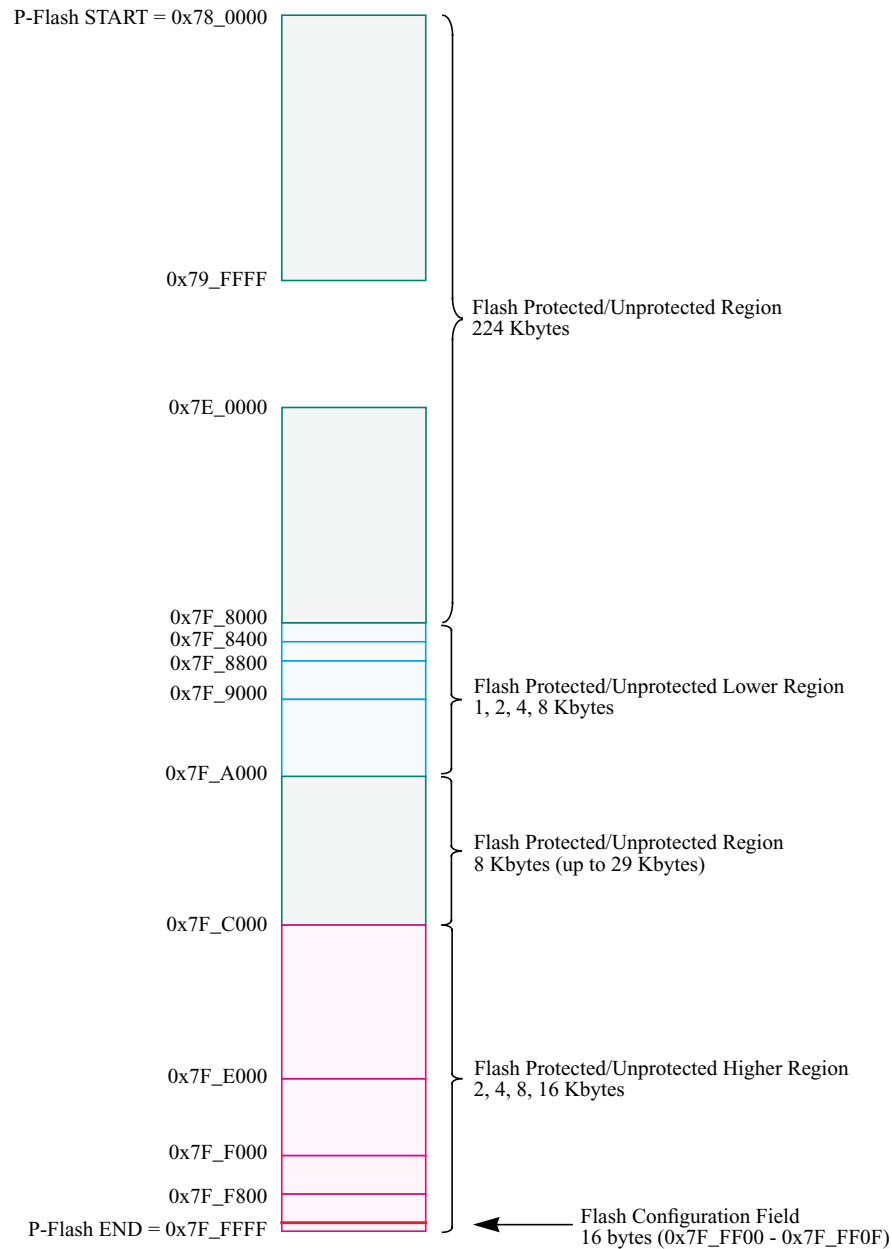 P-Flash START = 0x78_0000
0x79_FFFF
Flash Protected/Unprotected Region
224 Kbytes
0x7E_0000
0x7F_8000
0x7F_8400
0x7F_8800
0x7F_9000
Flash Protected/Unprotected Lower Region
1, 2, 4, 8 Kbytes
0x7F_A000
Flash Protected/Unprotected Region
8 Kbytes (up to 29 Kbytes)
0x7F_C000
Flash Protected/Unprotected Higher Region
2, 4, 8, 16 Kbytes
0x7F_E000
0x7F_F000
0x7F_F800
P-Flash END = 0x7F_FFFF
Flash Configuration Field
16 bytes (0x7F_FF00 - 0x7F_FF0F)